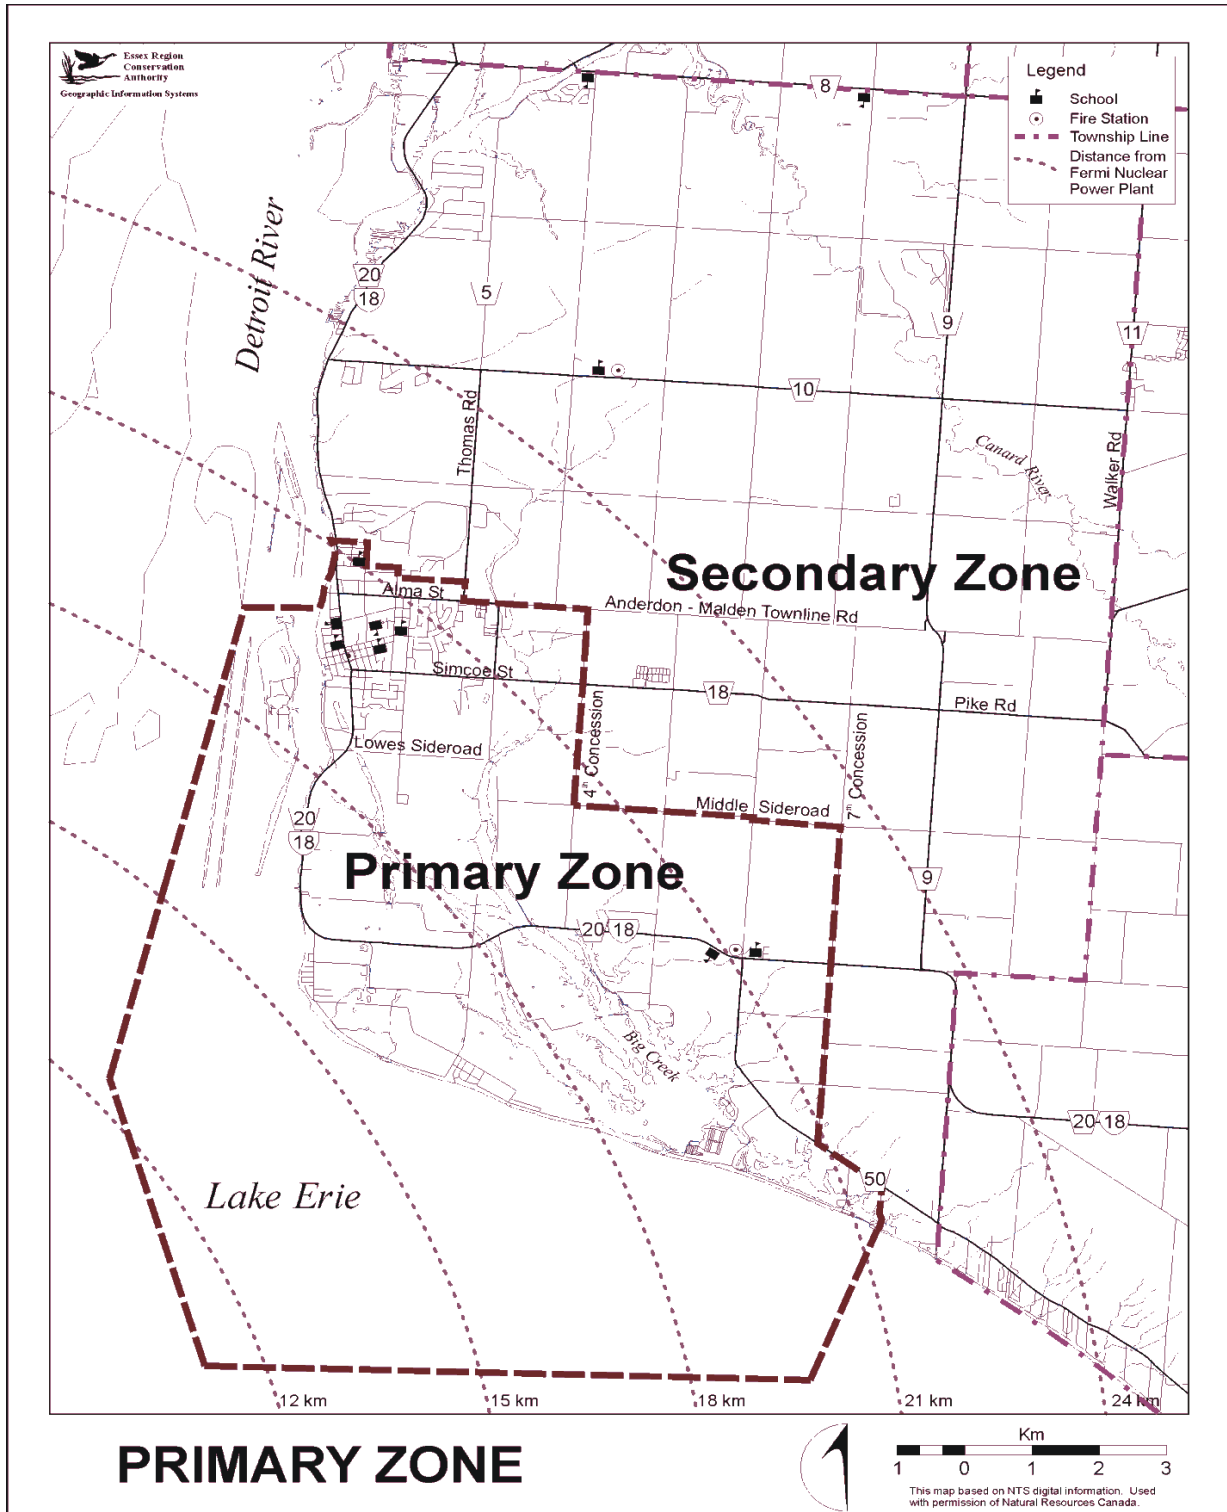 Essex Region
Conservation
Authority
Geographic Information Systems
Legend
School
Fire Station
Township Line
Distance from
Fermi Nuclear
Power Plant
8
Detroit River
20
18
5
9
11
10
Thomas Rd
Canard River
Walker Rd
Secondary Zone
Alma St
Anderdon - Malden Townline Rd
Simcoe St
18
Pike Rd
Lowes Sideroad
4th Concession
7th Concession
Middle Sideroad
20
18
Primary Zone
9
20 18
Big Creek
20 18
50
Lake Erie
12 km
15 km
18 km
21 km
24 km
PRIMARY ZONE
Km
1 0 1 2 3
This map based on NTS digital information. Used
with permission of Natural Resources Canada.